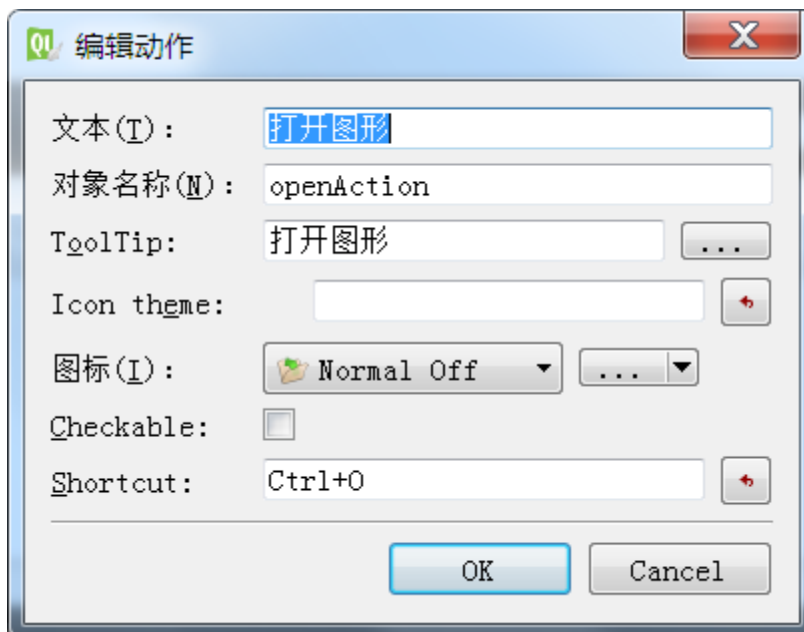 编辑动作
文本(T): 打开图形
对象名称(N): openAction
ToolTip: 打开图形 ...
Icon theme:
图标(I): Normal Off ...
Checkable:
Shortcut: Ctrl+O
OK Cancel